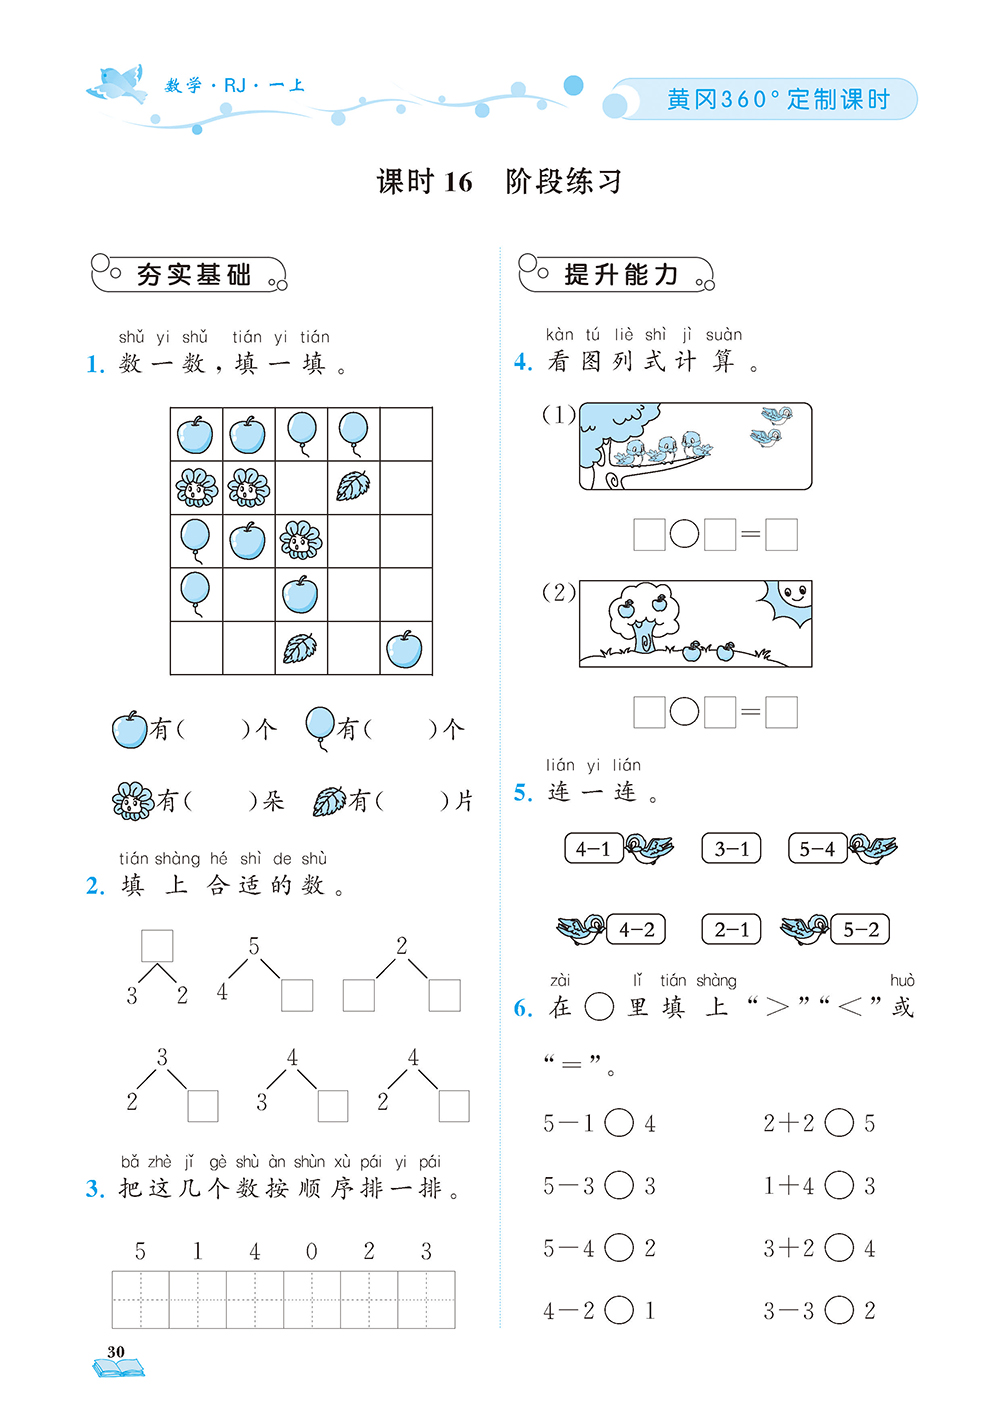 数学·RJ·一上
黄冈360°定制课时
课时16 阶段练习
夯实基础
shǔ yi shǔ tián yi tián
1. 数一数，填一填。
有( )个 有( )个
有( )朵 有( )片
tián shàng hé shì de shù
2. 填上合适的数。
5 2
3 2 4
3 4 4
2 3 2
bǎ zhè jǐ gè shù àn shùn xù pái yi pái
3. 把这几个数按顺序排一排。
5 1 4 0 2 3
30
提升能力
kàn tú liè shì jì suàn
4. 看图列式计算。
(1)
□○□=□
(2)
□○□=□
lián yi lián
5. 连一连。
4-1 3-1 5-4
4-2 2-1 5-2
zài lǐ tián shàng huò
6. 在○里填上“＞”“＜”或
“＝”。
5-1○4 2+2○5
5-3○3 1+4○3
5-4○2 3+2○4
4-2○1 3-3○2